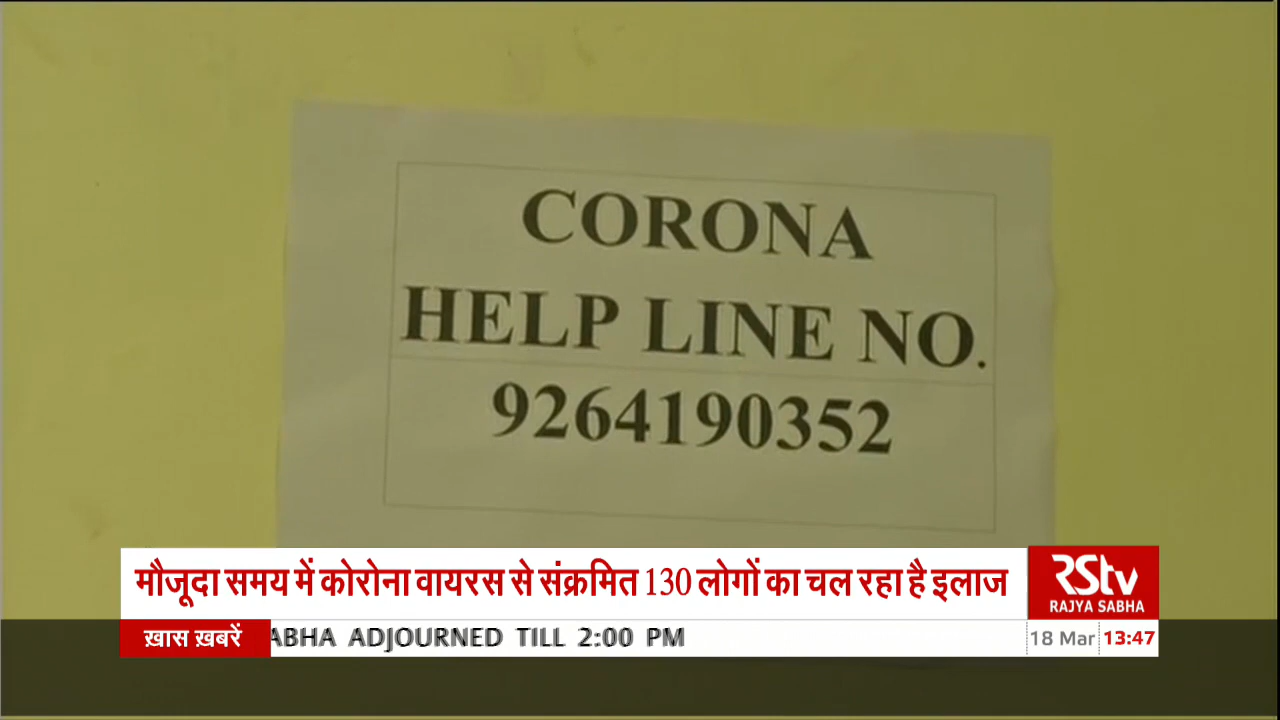 CORONA
HELP LINE NO.
9264190352
मौजूदा समय में कोरोना वायरस से संक्रमित 130 लोगों का चल रहा है इलाज
RStv
RAJYA SABHA
ख़ास ख़बरें
ABHA ADJOURNED TILL 2:00 PM
18 Mar 13:47